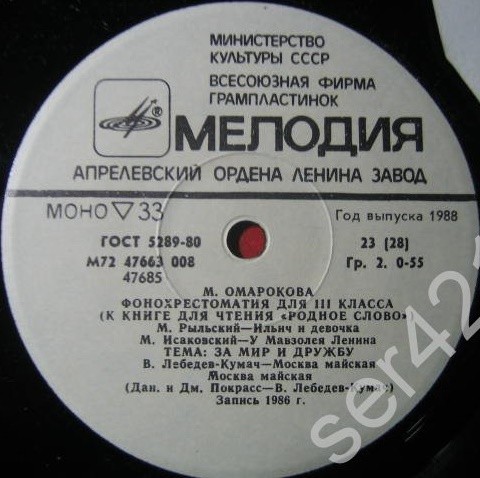 МИНИСТЕРСТВО
КУЛЬТУРЫ СССР
ВСЕСОЮЗНАЯ ФИРМА
ГРАМПЛАСТИНОК
МЕЛОДИЯ
АПРЕЛЕВСКИЙ ОРДЕНА ЛЕНИНА ЗАВОД
МОНО ▽ 33
Год выпуска 1988
ГОСТ 5289-80
23 [28]
М72 47663 008
Гр. 2. 0-55
47685
М. ОМАРОКОВА
ФОНОХРЕСТОМАТИЯ ДЛЯ III КЛАССА
(К КНИГЕ ДЛЯ ЧТЕНИЯ «РОДНОЕ СЛОВО»)
М. Рыльский—Ильич и девочка
М. Исаковский—У Мавзолея Ленина
ТЕМА: ЗА МИР И ДРУЖБУ
В. Лебедев-Кумач—Москва майская
Москва майская
(Дан. и Дм. Покрасс—В. Лебедев-Кумач)
Запись 1986 г.